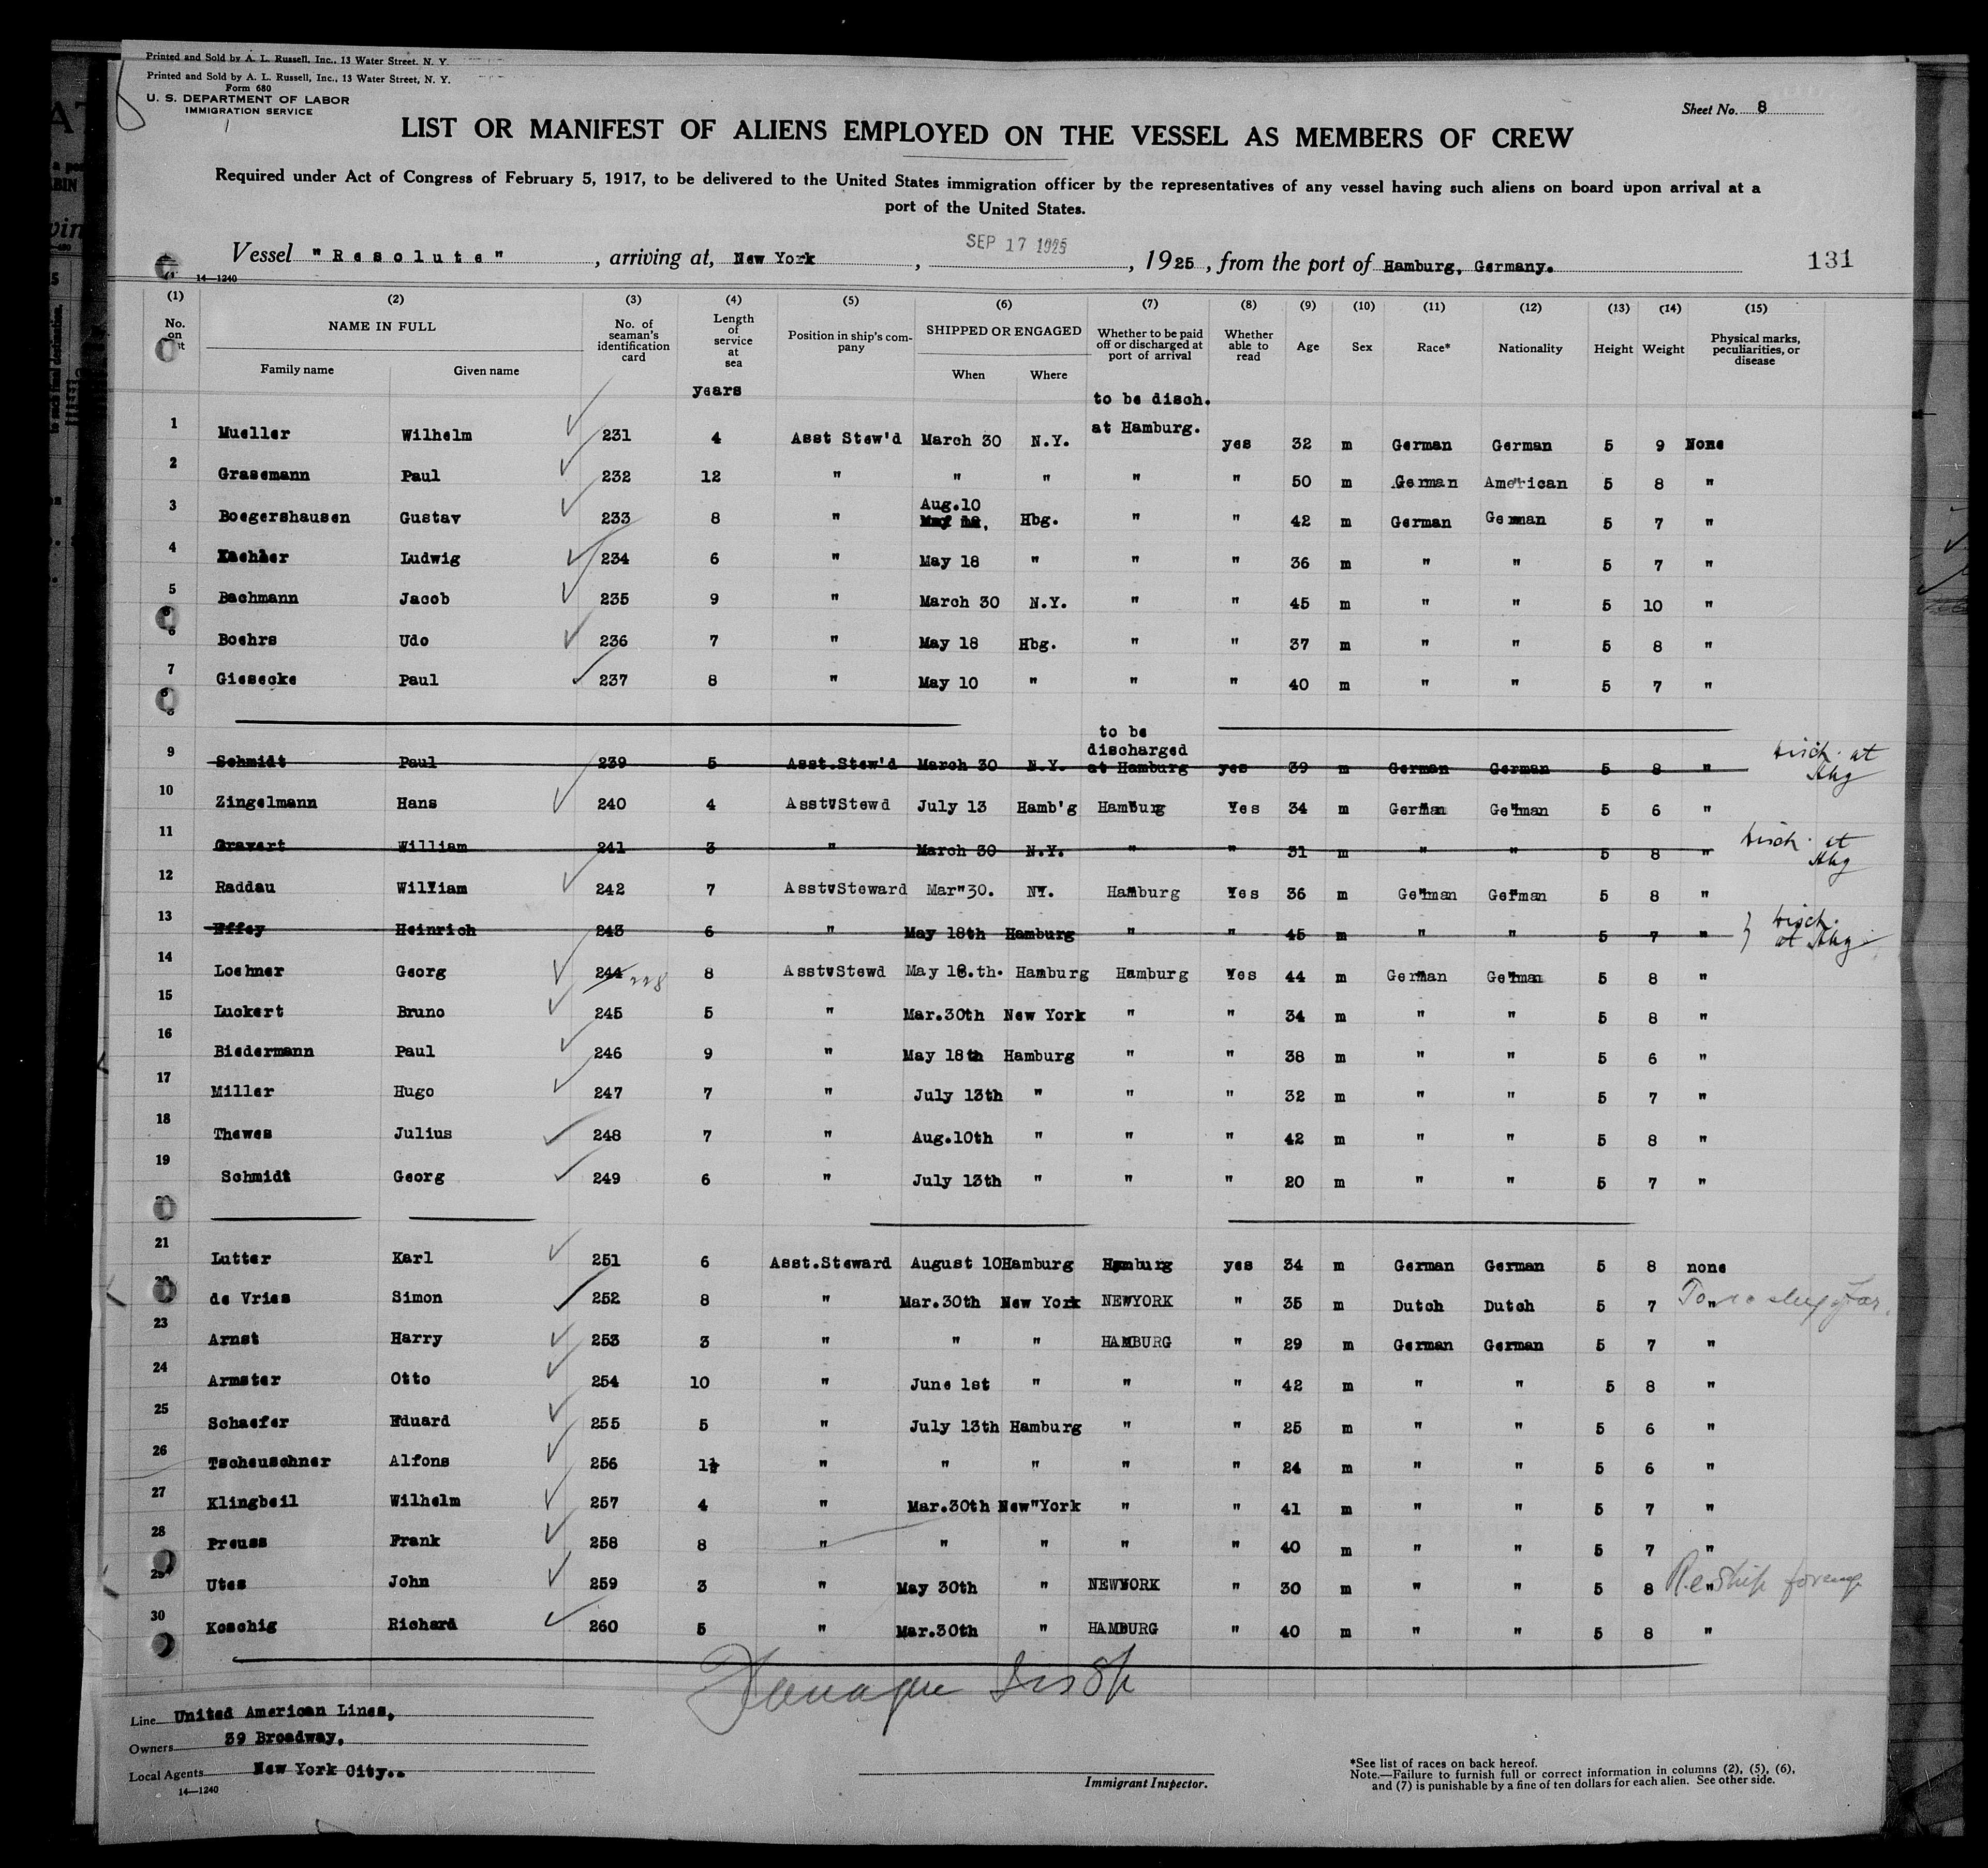 Printed and Sold by A. L. Russell, Inc., 13 Water Street, N. Y.
Printed and Sold by A. L. Russell, Inc., 13 Water Street, N. Y.
Form 680
U. S. DEPARTMENT OF LABOR
IMMIGRATION SERVICE
Sheet No. 8
LIST OR MANIFEST OF ALIENS EMPLOYED ON THE VESSEL AS MEMBERS OF CREW
Required under Act of Congress of February 5, 1917, to be delivered to the United States immigration officer by the representatives of any vessel having such aliens on board upon arrival at a
port of the United States.
Vessel "Resolute", arriving at, New York, SEP 17 1925, 1925, from the port of Hamburg, Germany. 131
14—1240
(1) (2) (3) (4) (5) (6) (7) (8) (9) (10) (11) (12) (13) (14) (15)
No. on list NAME IN FULL Family name Given name No. of seaman's identification card Length of service at sea Position in ship's company SHIPPED OR ENGAGED When Where Whether to be paid off or discharged at port of arrival Whether able to read Age Sex Race* Nationality Height Weight Physical marks, peculiarities, or disease
years to be disch.
1 Mueller Wilhelm 231 4 Asst Stew'd March 30 N.Y. at Hamburg. yes 32 m German German 5 9 None
2 Grasemann Paul 232 12 " " " " " 50 m German American 5 8 "
3 Boegershausen Gustav 233 8 " Aug.10 Hbg. " " 42 m German German 5 7 "
4 Kaehler Ludwig 234 6 " May 18 " " " 36 m " " 5 7 "
5 Bachmann Jacob 235 9 " March 30 N.Y. " " 45 m " " 5 10 "
6 Boehrs Udo 236 7 " May 18 Hbg. " " 37 m " " 5 8 "
7 Giesecke Paul 237 8 " May 10 " " " 40 m " " 5 7 "
8
9 Schmidt Paul 239 5 Asst.Stew'd March 30 N.Y. to be discharged at Hamburg yes 39 m German German 5 8 " disch. at Hbg
10 Zingelmann Hans 240 4 Asst Stewd July 13 Hamb'g Hamburg Yes 34 m German German 5 6 "
11 Gravert William 241 3 " March 30 N.Y. " " 31 m " " 5 8 " disch. at Hbg
12 Raddau William 242 7 Asst Steward Mar"30. NY. Hamburg Yes 36 m German German 5 8 "
13 Effey Heinrich 243 6 " May 18th Hamburg " " 45 m " " 5 7 " disch. at Hbg
14 Lochner Georg 244 228 8 Asst Stewd May 18.th. Hamburg Hamburg Yes 44 m German German 5 8 "
15 Luckert Bruno 245 5 " Mar.30th New York " " 34 m " " 5 8 "
16 Biedermann Paul 246 9 " May 18th Hamburg " " 38 m " " 5 6 "
17 Miller Hugo 247 7 " July 13th " " " 32 m " " 5 7 "
18 Thewes Julius 248 7 " Aug.10th " " " 42 m " " 5 8 "
19 Schmidt Georg 249 6 " July 13th " " " 20 m " " 5 7 "
20
21 Lutter Karl 251 6 Asst.Steward August 10 Hamburg Hamburg yes 34 m German German 5 8 none
22 de Vries Simon 252 8 " Mar.30th New York NEWYORK " 35 m Dutch Dutch 5 7 "
23 Arnst Harry 253 3 " " " HAMBURG " 29 m German German 5 7 "
24 Armster Otto 254 10 " June 1st " " " 42 m " " 5 8 "
25 Schaefer Eduard 255 5 " July 13th Hamburg " " 25 m " " 5 6 "
26 Tscheuschner Alfons 256 1½ " " " " " 24 m " " 5 6 "
27 Klingbeil Wilhelm 257 4 " Mar.30th New"York " " 41 m " " 5 7 "
28 Preuss Frank 258 8 " " " " " 40 m " " 5 7 "
29 Utes John 259 3 " May 30th " NEWYORK " 30 m " " 5 8 " Reship foreign
30 Koschig Richard 260 5 " Mar.30th " HAMBURG " 40 m " " 5 8 "
Line United American Lines,
Owners 39 Broadway,
Local Agents New York City..
14—1240
Immigrant Inspector.
*See list of races on back hereof.
Note.—Failure to furnish full or correct information in columns (2), (5), (6),
and (7) is punishable by a fine of ten dollars for each alien. See other side.